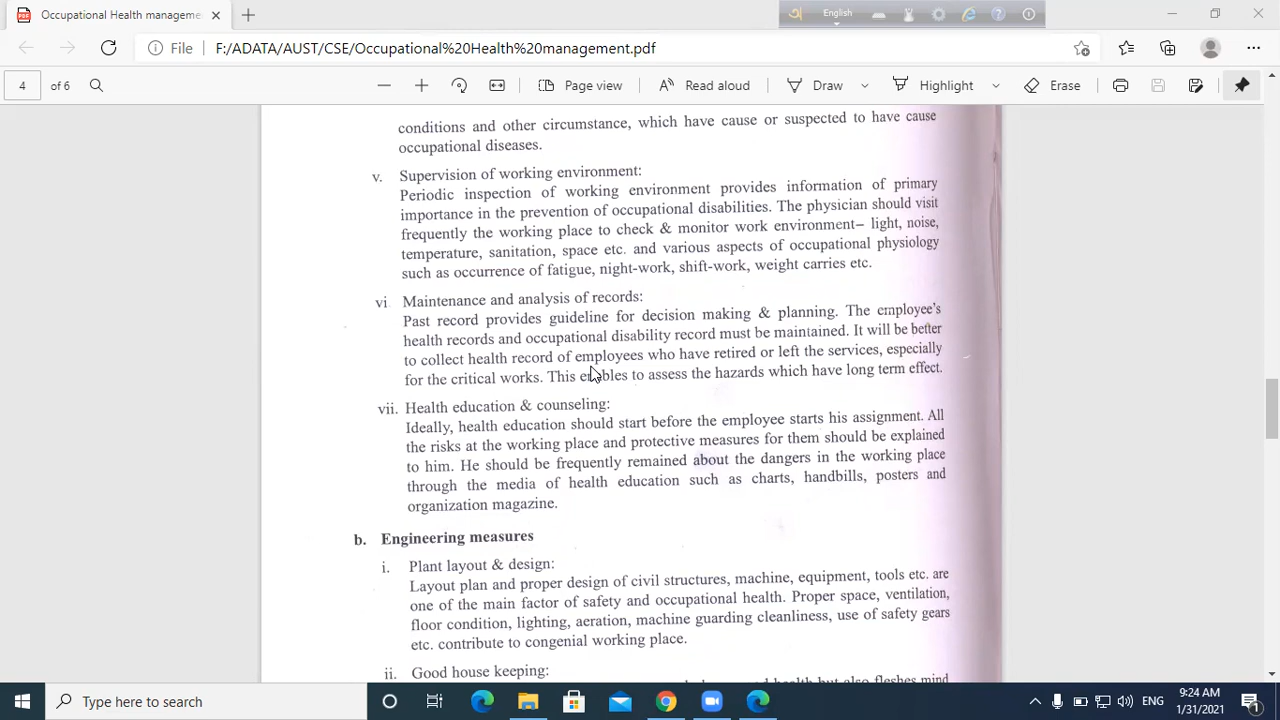 Occupational Health manageme
English
File
F:/ADATA/AUST/CSE/Occupational%20Health%20management.pdf
4 of 6
Page view
Read aloud
Draw
Highlight
Erase
conditions and other circumstance, which have cause or suspected to have cause
occupational diseases.
v. Supervision of working environment:
Periodic inspection of working environment provides information of primary
importance in the prevention of occupational disabilities. The physician should visit
frequently the working place to check & monitor work environment– light, noise,
temperature, sanitation, space etc. and various aspects of occupational physiology
such as occurrence of fatigue, night-work, shift-work, weight carries etc.
vi Maintenance and analysis of records:
Past record provides guideline for decision making & planning. The employee's
health records and occupational disability record must be maintained. It will be better
to collect health record of employees who have retired or left the services, especially
for the critical works. This enables to assess the hazards which have long term effect.
vii. Health education & counseling:
Ideally, health education should start before the employee starts his assignment. All
the risks at the working place and protective measures for them should be explained
to him. He should be frequently remained about the dangers in the working place
through the media of health education such as charts, handbills, posters and
organization magazine.
b. Engineering measures
i. Plant layout & design:
Layout plan and proper design of civil structures, machine, equipment, tools etc. are
one of the main factor of safety and occupational health. Proper space, ventilation,
floor condition, lighting, aeration, machine guarding cleanliness, use of safety gears
etc. contribute to congenial working place.
ii. Good house keeping:
health but also fleshes mind
Type here to search
ENG
9:24 AM
1/31/2021
1